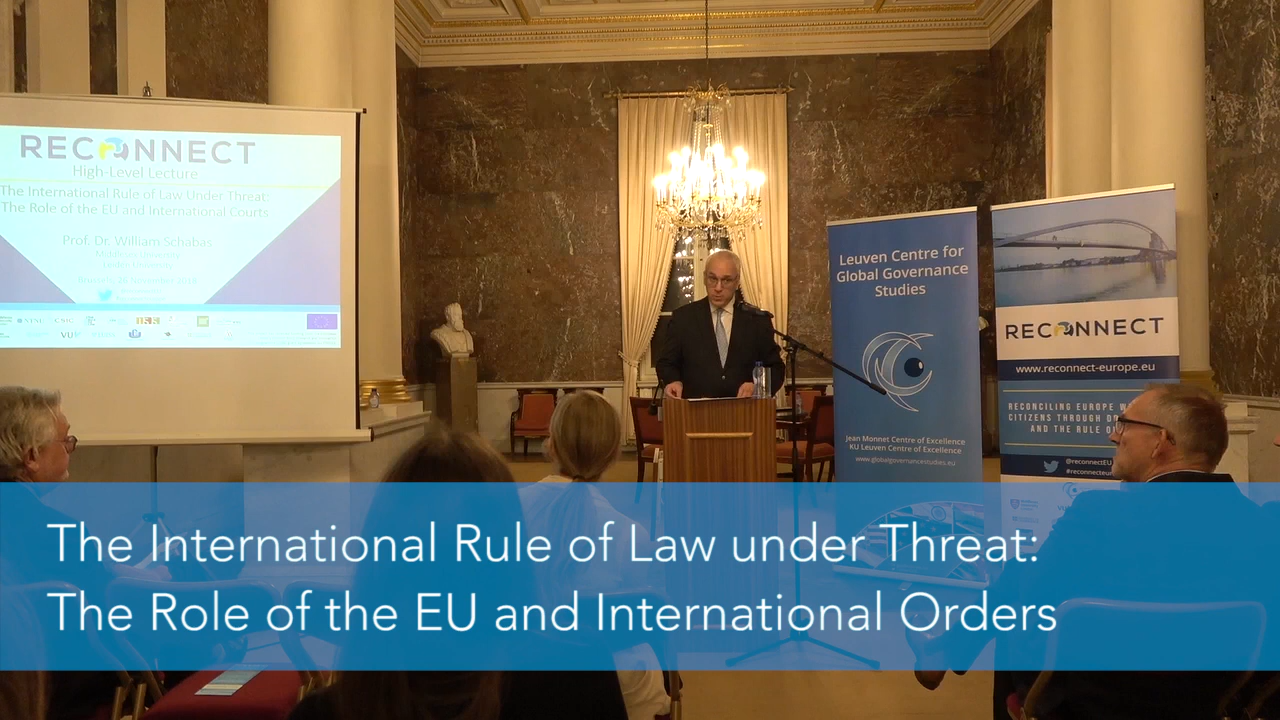 RECONNECT
High-Level Lecture
The International Rule of Law Under Threat:
The Role of the EU and International Courts
Prof. Dr. William Schabas
Middlesex University
Leiden University
Leuven Centre for
Global Governance
Studies
Jean Monnet Centre of Excellence
KU Leuven Centre of Excellence
www.globalgovernancestudies.eu
RECONNECT
www.reconnect-europe.eu
RECONCILING EUROPE
CITIZENS THROUGH
AND THE RULE
@reconnectEU
The International Rule of Law under Threat:
The Role of the EU and International Orders